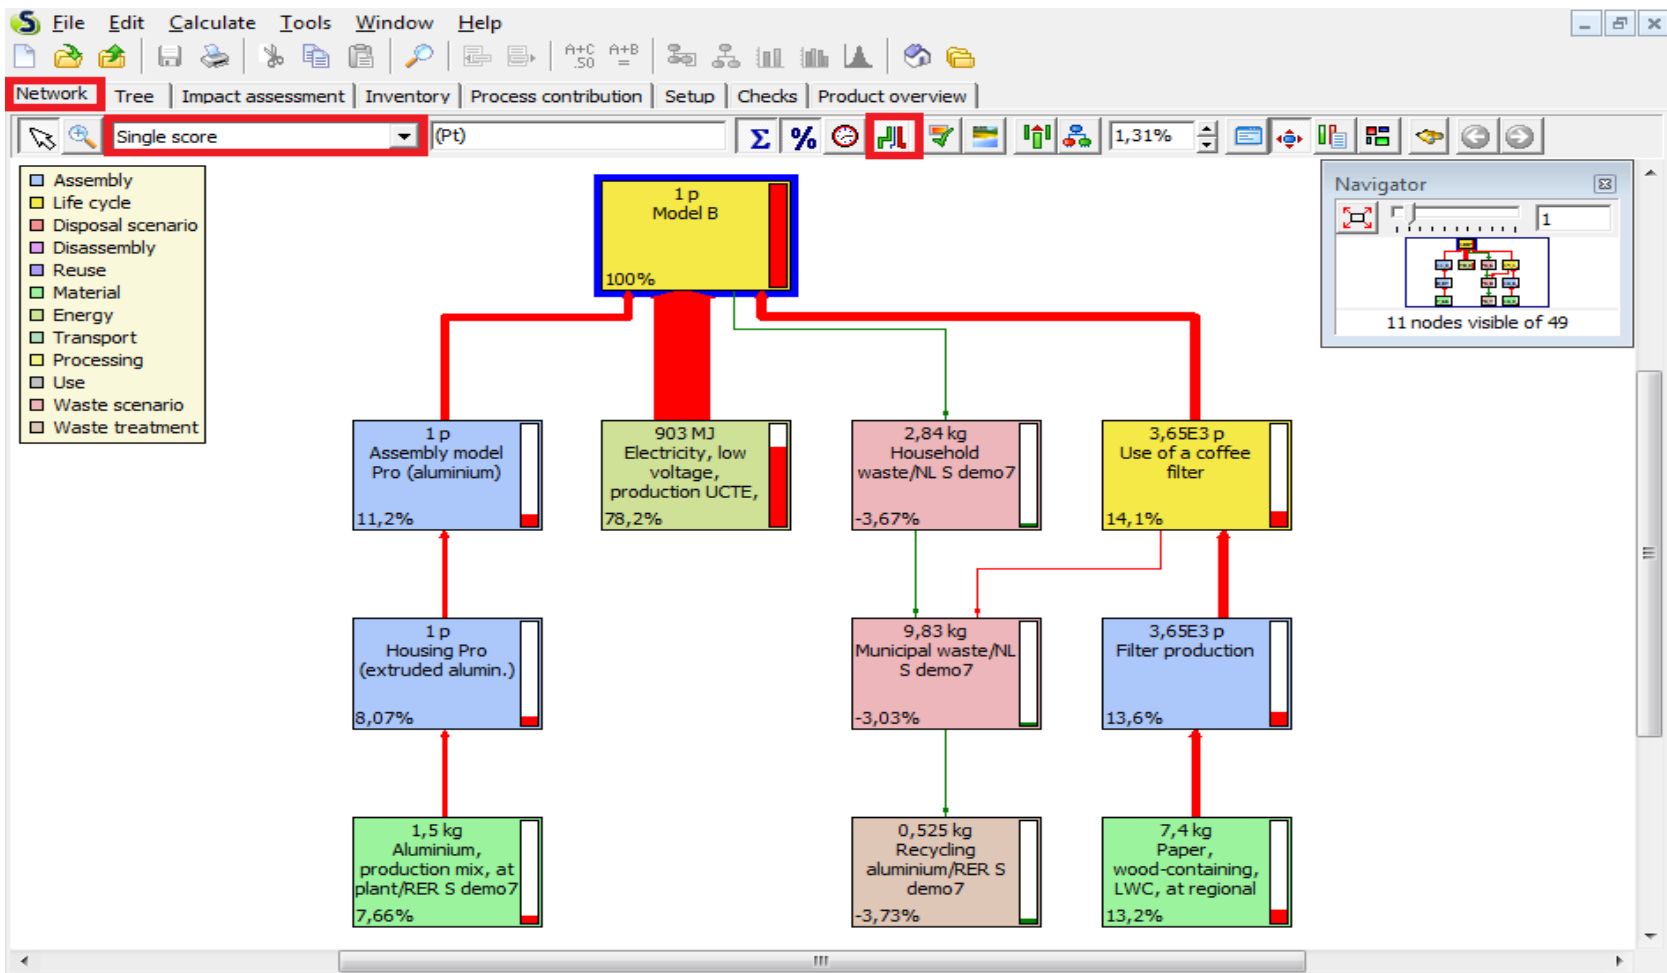 S File Edit Calculate Tools Window Help
A+C .50 A+B =
Network Tree Impact assessment Inventory Process contribution Setup Checks Product overview
Single score (Pt) Σ % 1,31%
Assembly
Life cycle
Disposal scenario
Disassembly
Reuse
Material
Energy
Transport
Processing
Use
Waste scenario
Waste treatment
1 p
Model B
100%
Navigator
1
11 nodes visible of 49
1 p
Assembly model
Pro (aluminium)
11,2%
903 MJ
Electricity, low
voltage,
production UCTE,
78,2%
2,84 kg
Household
waste/NL S demo7
-3,67%
3,65E3 p
Use of a coffee
filter
14,1%
1 p
Housing Pro
(extruded alumin.)
8,07%
9,83 kg
Municipal waste/NL
S demo7
-3,03%
3,65E3 p
Filter production
13,6%
1,5 kg
Aluminium,
production mix, at
plant/RER S demo7
7,66%
0,525 kg
Recycling
aluminium/RER S
demo7
-3,73%
7,4 kg
Paper,
wood-containing,
LWC, at regional
13,2%